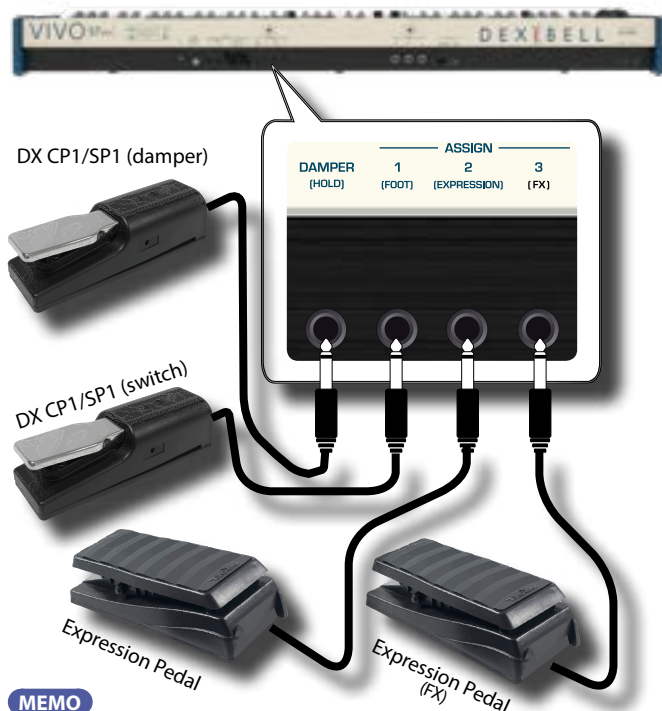 VIVO
DEXIBELL
DX CP1/SP1 (damper)
ASSIGN
DAMPER 1 2 3
(HOLD) (FOOT) (EXPRESSION) (FX)
DX CP1/SP1 (switch)
Expression Pedal
Expression Pedal
(FX)
MEMO